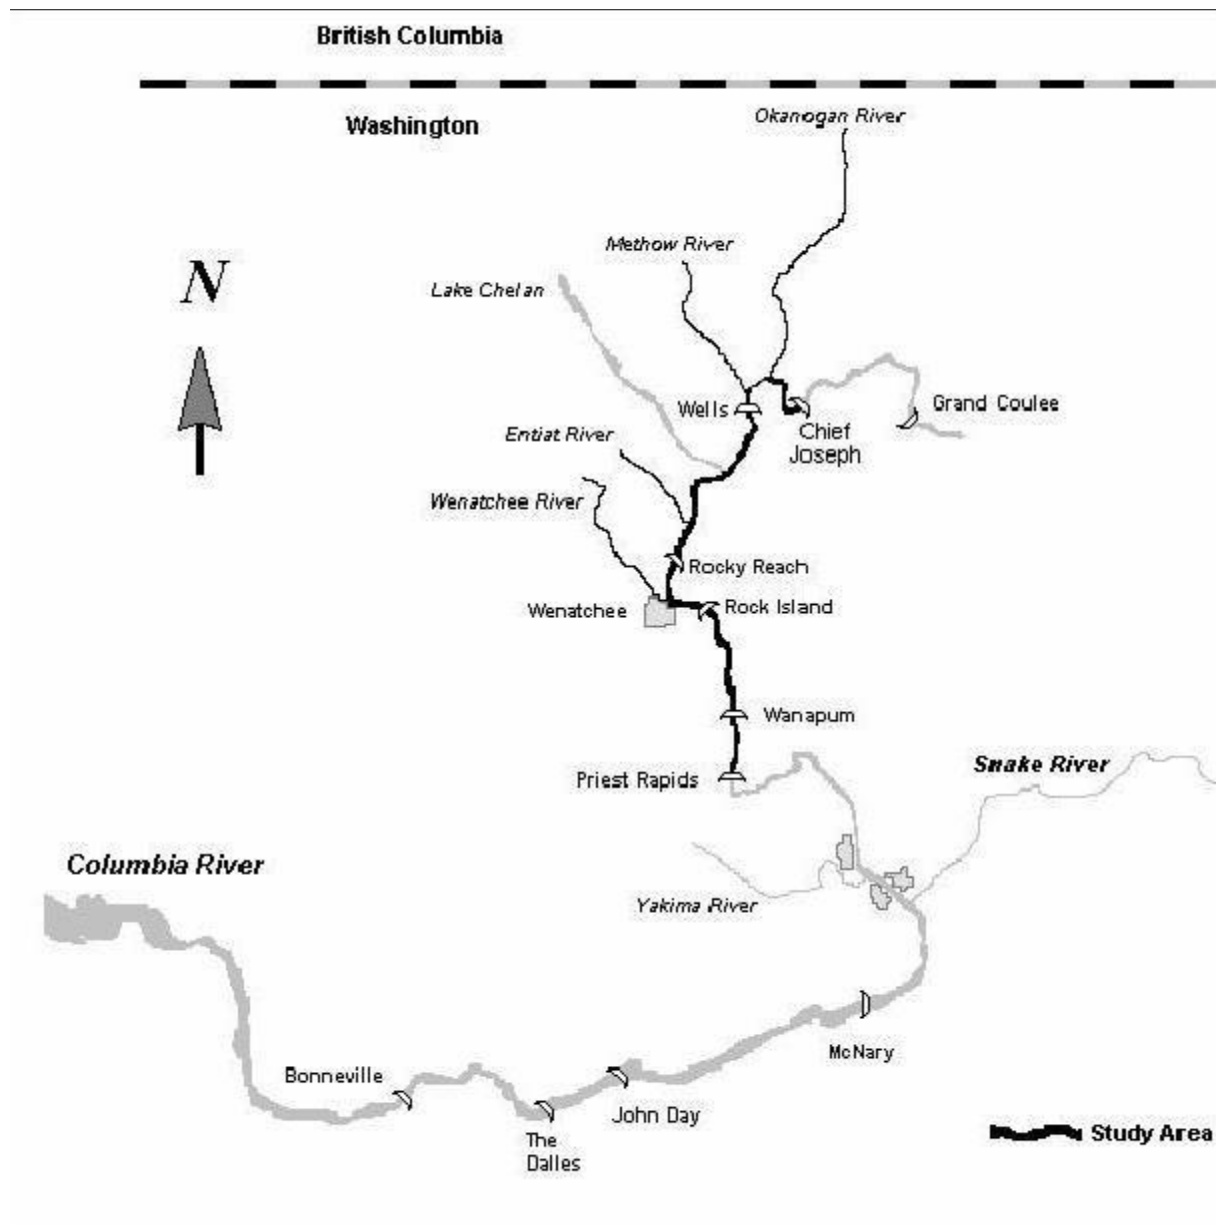 British Columbia
Washington
Okanogan River
Methow River
N
Lake Chelan
Wells
Grand Coulee
Chief
Joseph
Entiat River
Wenatchee River
Rocky Reach
Wenatchee
Rock Island
Wanapum
Priest Rapids
Snake River
Columbia River
Yakima River
McNary
Bonneville
John Day
The
Dalles
Study Area